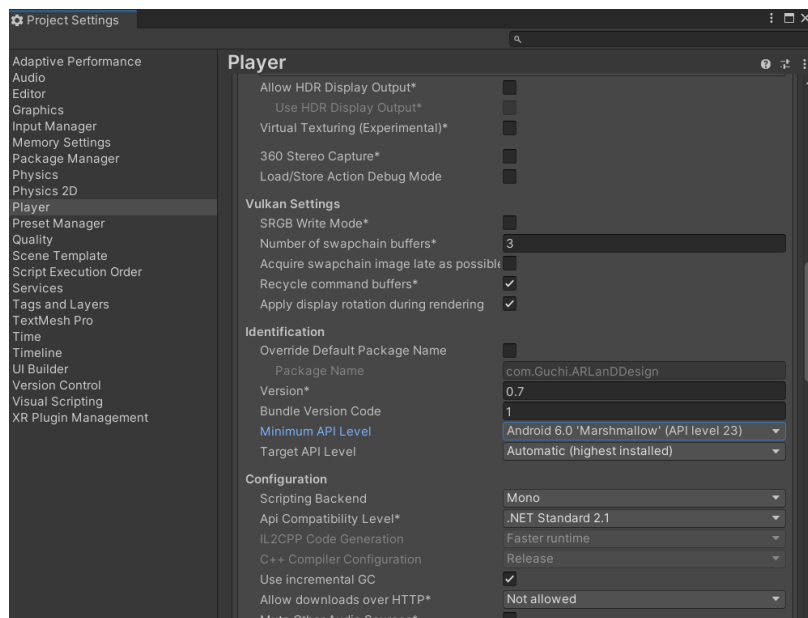 Project Settings
Adaptive Performance
Audio
Editor
Graphics
Input Manager
Memory Settings
Package Manager
Physics
Physics 2D
Player
Preset Manager
Quality
Scene Template
Script Execution Order
Services
Tags and Layers
TextMesh Pro
Time
Timeline
UI Builder
Version Control
Visual Scripting
XR Plugin Management
Player
Allow HDR Display Output*
Use HDR Display Output*
Virtual Texturing (Experimental)*
360 Stereo Capture*
Load/Store Action Debug Mode
Vulkan Settings
SRGB Write Mode*
Number of swapchain buffers* 3
Acquire swapchain image late as possible
Recycle command buffers*
Apply display rotation during rendering
Identification
Override Default Package Name
Package Name com.Guchi.ARLanDDesign
Version* 0.7
Bundle Version Code 1
Minimum API Level Android 6.0 'Marshmallow' (API level 23)
Target API Level Automatic (highest installed)
Configuration
Scripting Backend Mono
Api Compatibility Level* .NET Standard 2.1
IL2CPP Code Generation Faster runtime
C++ Compiler Configuration Release
Use incremental GC
Allow downloads over HTTP* Not allowed
Mute Other Audio Sources*